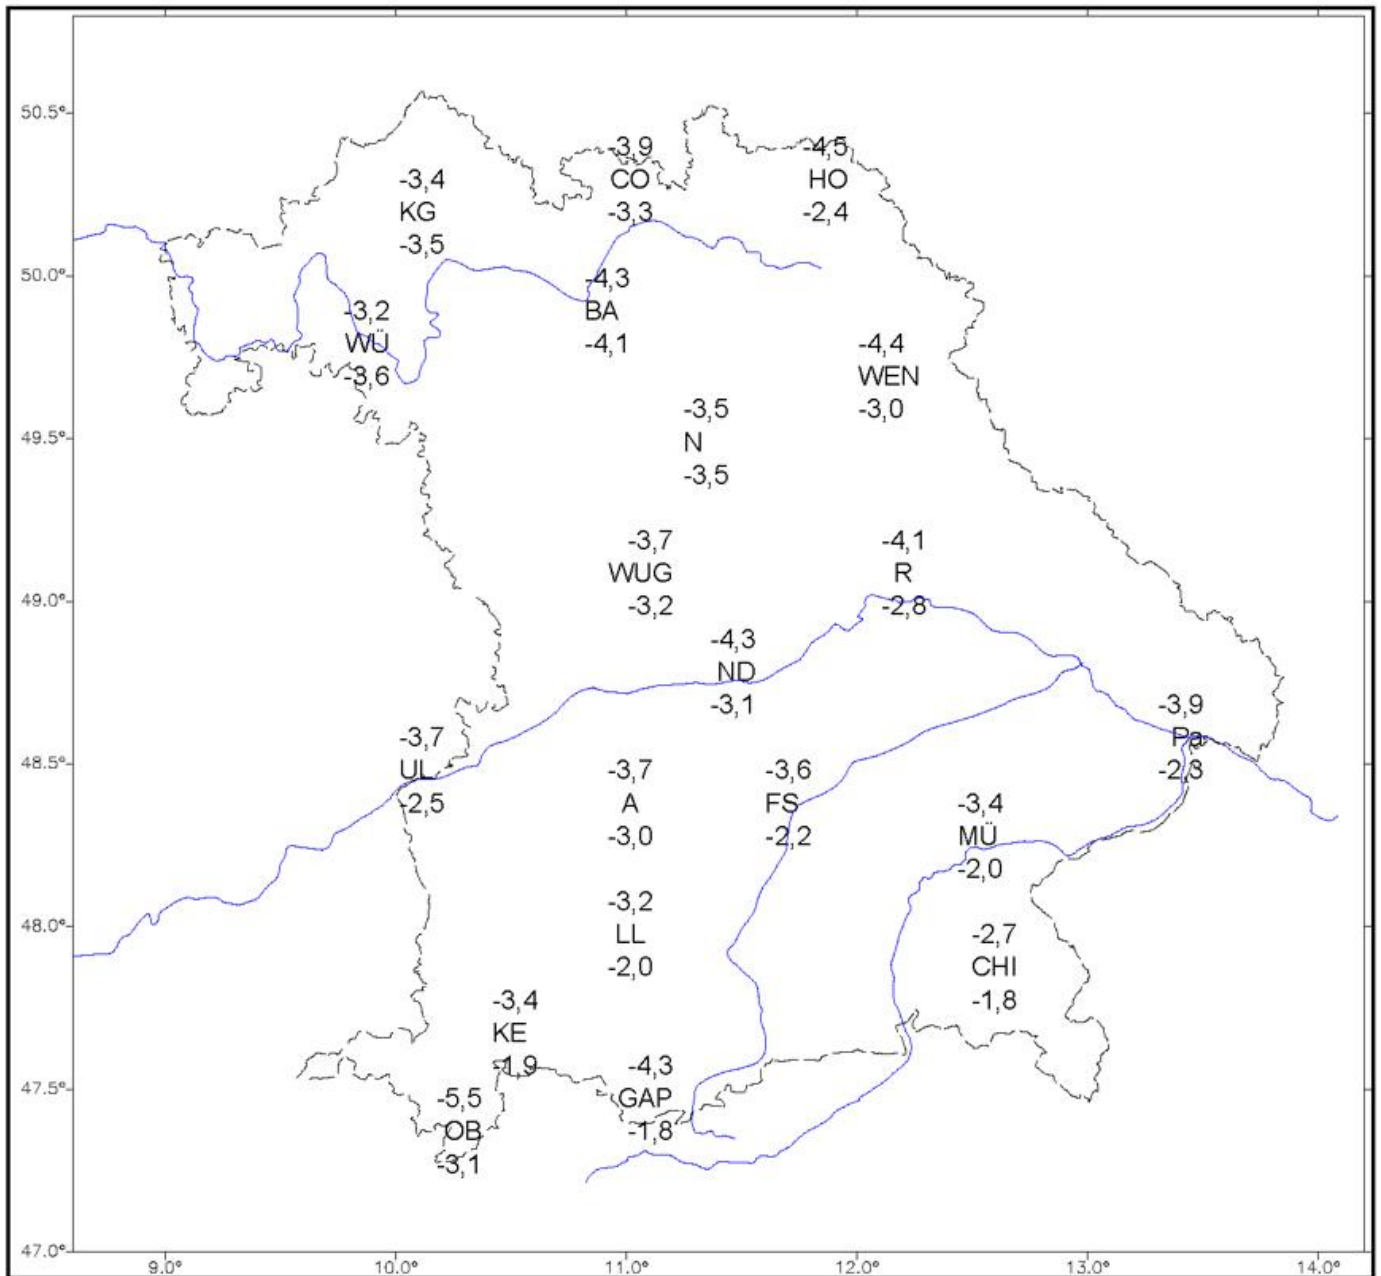 50.5°
-3,9
-4,5
-3,4
CO
HO
KG
-3,3
-2,4
-3,5
50.0°
-4,3
-3,2
BA
WÜ
-4,1
-4,4
-3,6
WEN
-3,5
-3,0
49.5°
N
-3,5
-3,7
-4,1
WUG
R
49.0°
-3,2
-2,8
-4,3
ND
-3,1
-3,9
-3,7
Pa
48.5°
UL
-3,7
-3,6
-2,3
-2,5
A
FS
-3,4
-3,0
-2,2
MÜ
-2,0
-3,2
48.0°
LL
-2,7
-2,0
CHI
-3,4
-1,8
KE
-1,9
-4,3
47.5°
-5,5
GAP
OB
-1,8
-3,1
47.0°
9.0°
10.0°
11.0°
12.0°
13.0°
14.0°